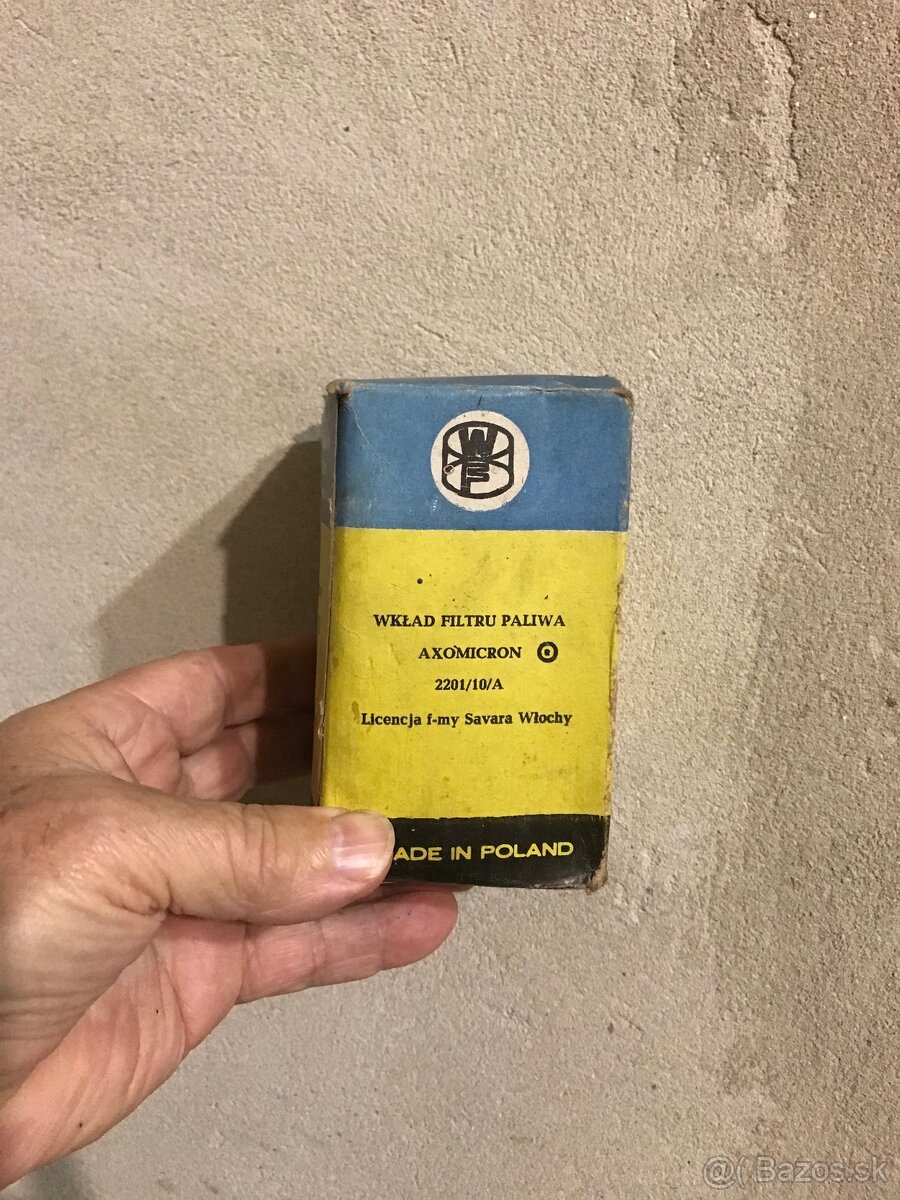 W
F
WKŁAD FILTRU PALIWA
AXOMICRON
2201/10/A
Licencja f-my Savara Włochy
ADE IN POLAND
@( Bazos.sk